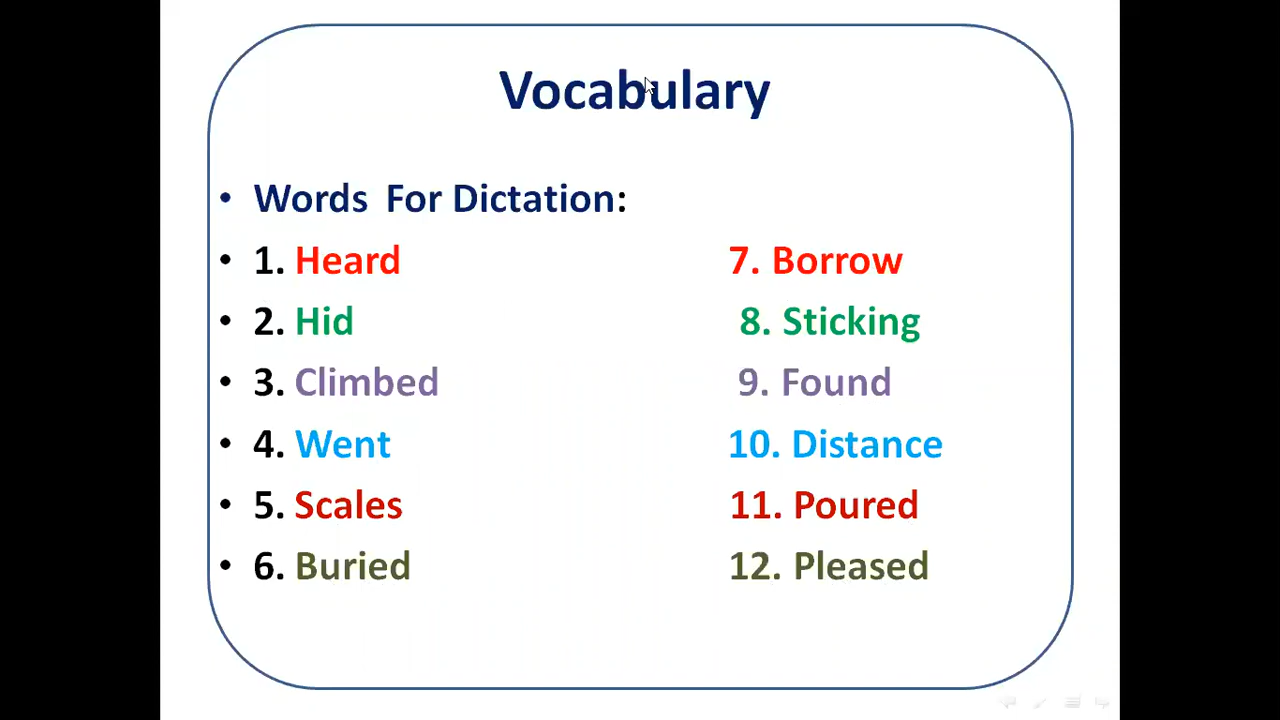 Vocabulary
• Words For Dictation:
• 1. Heard 7. Borrow
• 2. Hid 8. Sticking
• 3. Climbed 9. Found
• 4. Went 10. Distance
• 5. Scales 11. Poured
• 6. Buried 12. Pleased